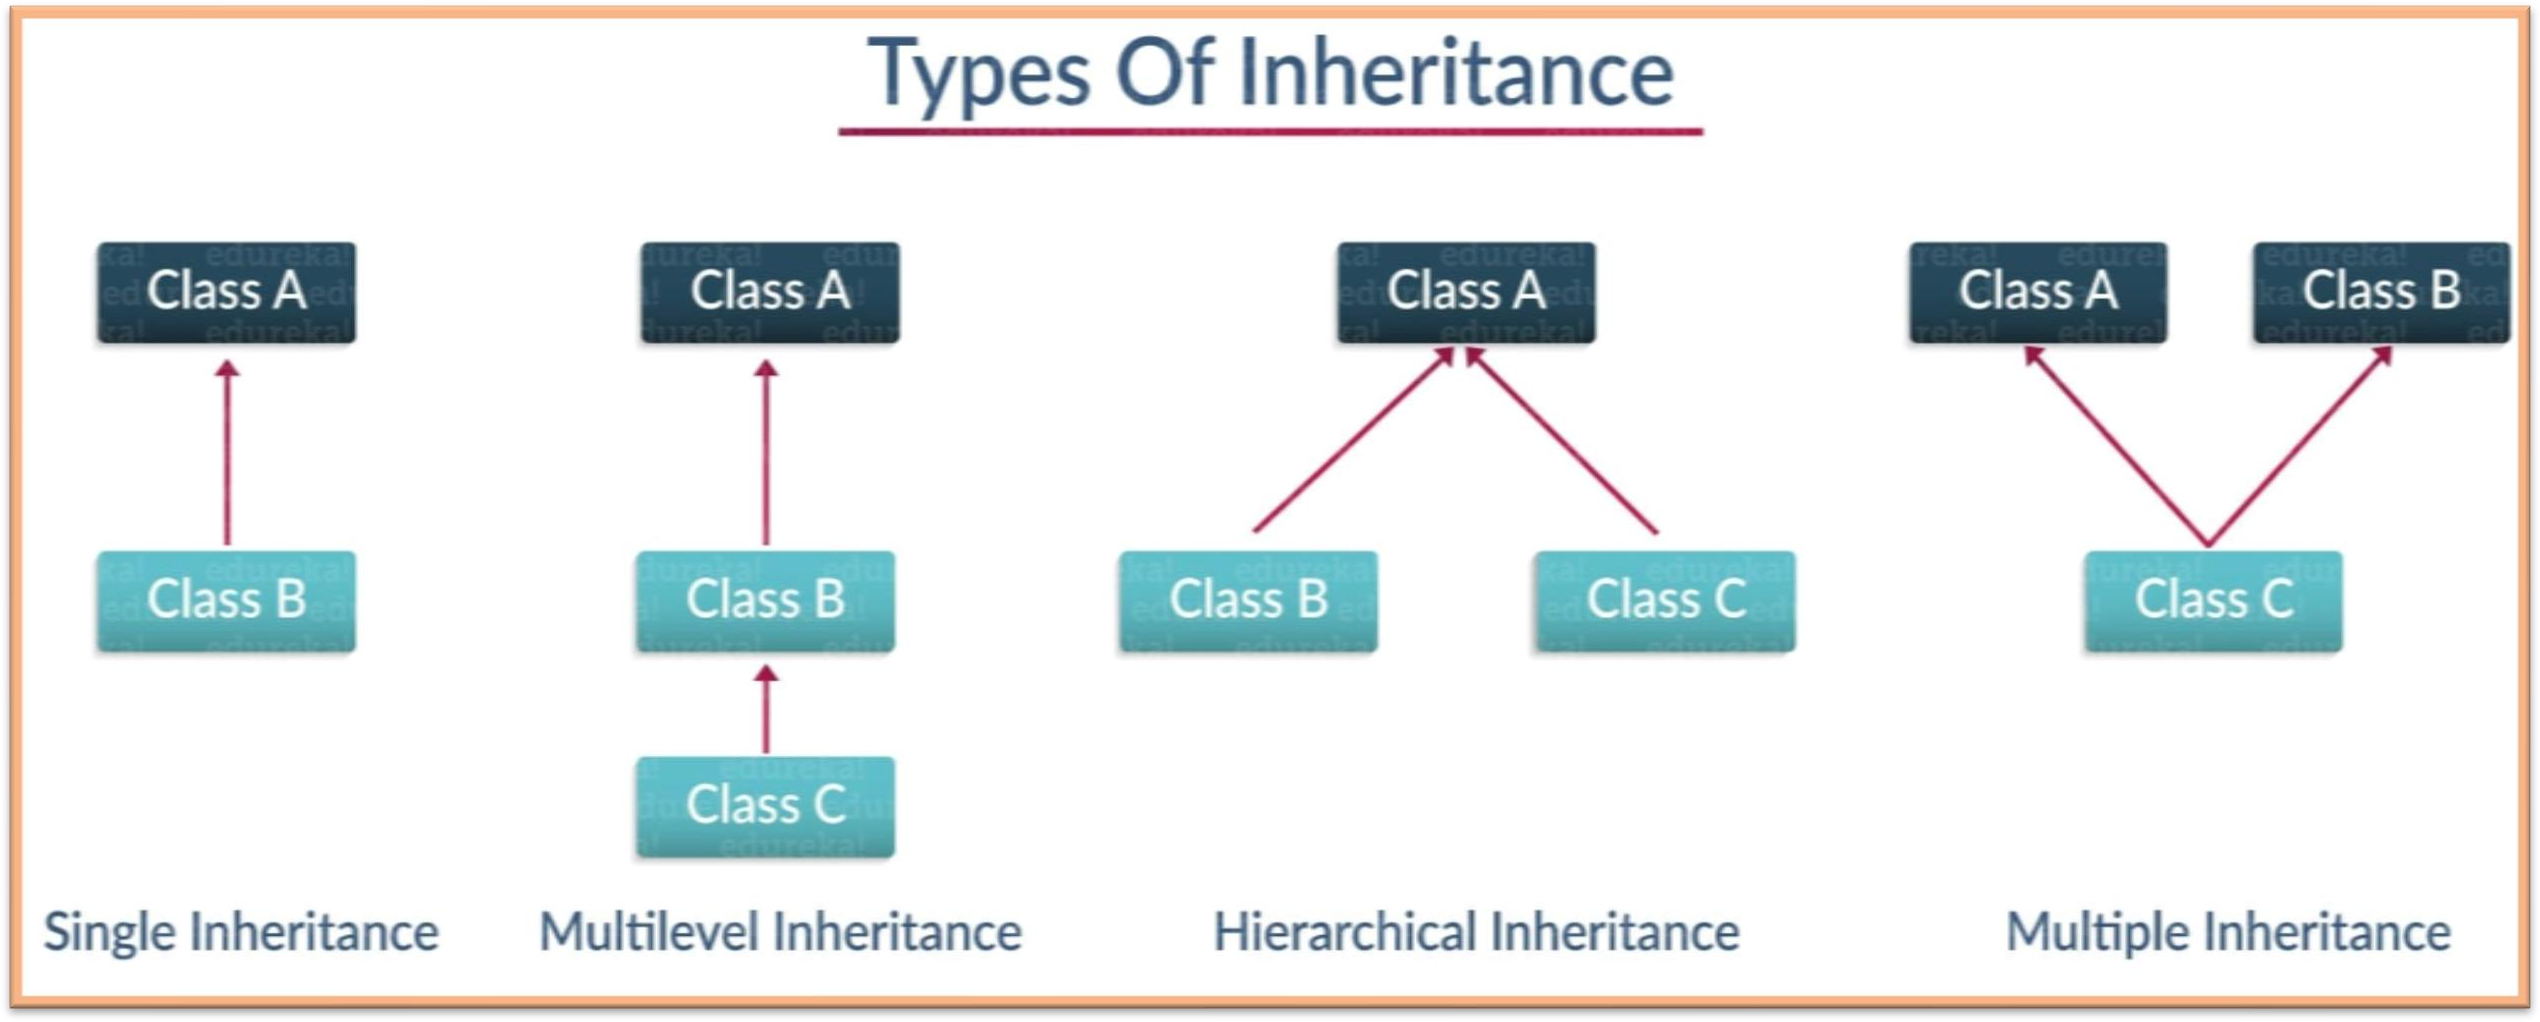 Types Of Inheritance
Class A
Class A
Class A
Class A
Class B
Class B
Class B
Class B
Class C
Class C
Class C
Single Inheritance
Multilevel Inheritance
Hierarchical Inheritance
Multiple Inheritance